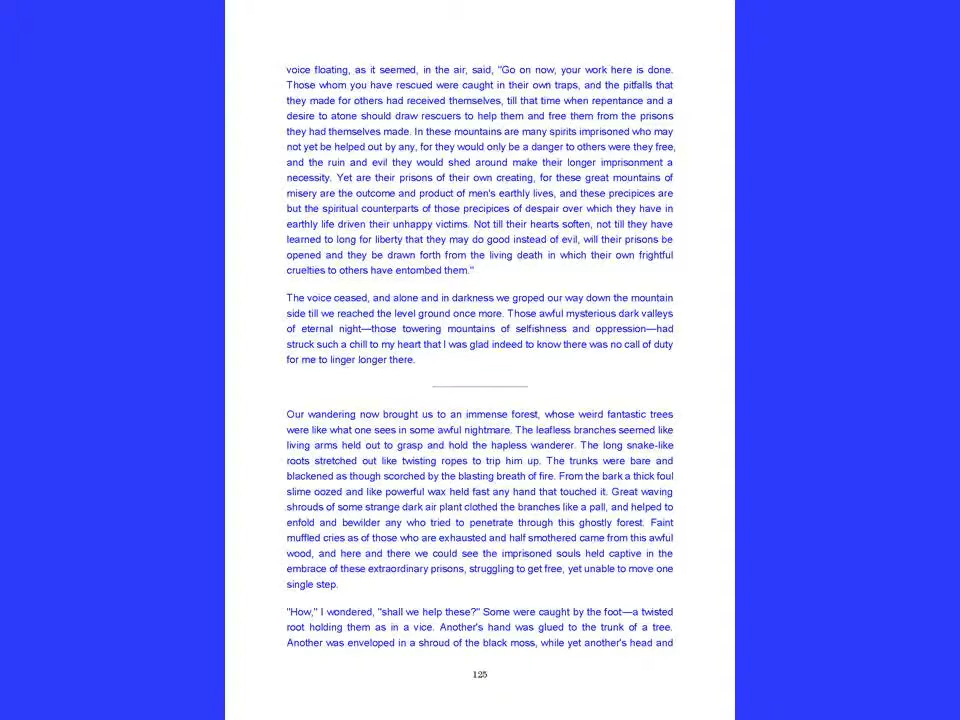 voice floating, as it seemed, in the air, said, "Go on now, your work here is done.
Those whom you have rescued were caught in their own traps, and the pitfalls that
they made for others had received themselves, till that time when repentance and a
desire to atone should draw rescuers to help them and free them from the prisons
they had themselves made. In these mountains are many spirits imprisoned who may
not yet be helped out by any, for they would only be a danger to others were they free,
and the ruin and evil they would shed around make their longer imprisonment a
necessity. Yet are their prisons of their own creating, for these great mountains of
misery are the outcome and product of men's earthly lives, and these precipices are
but the spiritual counterparts of those precipices of despair over which they have in
earthly life driven their unhappy victims. Not till their hearts soften, not till they have
learned to long for liberty that they may do good instead of evil, will their prisons be
opened and they be drawn forth from the living death in which their own frightful
cruelties to others have entombed them."
The voice ceased, and alone and in darkness we groped our way down the mountain
side till we reached the level ground once more. Those awful mysterious dark valleys
of eternal night—those towering mountains of selfishness and oppression—had
struck such a chill to my heart that I was glad indeed to know there was no call of duty
for me to linger longer there.
Our wandering now brought us to an immense forest, whose weird fantastic trees
were like what one sees in some awful nightmare. The leafless branches seemed like
living arms held out to grasp and hold the hapless wanderer. The long snake-like
roots stretched out like twisting ropes to trip him up. The trunks were bare and
blackened as though scorched by the blasting breath of fire. From the bark a thick foul
slime oozed and like powerful wax held fast any hand that touched it. Great waving
shrouds of some strange dark air plant clothed the branches like a pall, and helped to
enfold and bewilder any who tried to penetrate through this ghostly forest. Faint
muffled cries as of those who are exhausted and half smothered came from this awful
wood, and here and there we could see the imprisoned souls held captive in the
embrace of these extraordinary prisons, struggling to get free, yet unable to move one
single step.
"How," I wondered, "shall we help these?" Some were caught by the foot—a twisted
root holding them as in a vice. Another's hand was glued to the trunk of a tree.
Another was enveloped in a shroud of the black moss, while yet another's head and
125